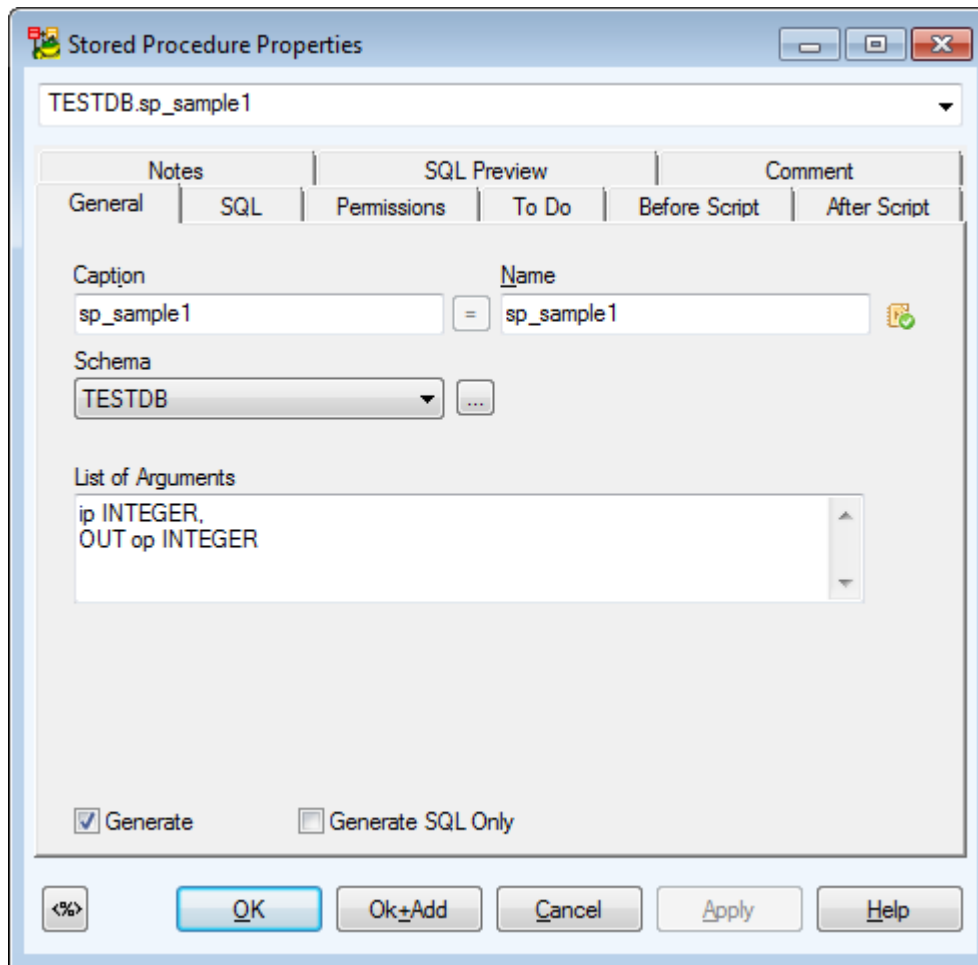 Stored Procedure Properties
TESTDB.sp_sample1
Notes SQL Preview Comment
General SQL Permissions To Do Before Script After Script
Caption Name
sp_sample1 = sp_sample1
Schema
TESTDB ...
List of Arguments
ip INTEGER,
OUT op INTEGER
Generate Generate SQL Only
<%> OK Ok+Add Cancel Apply Help